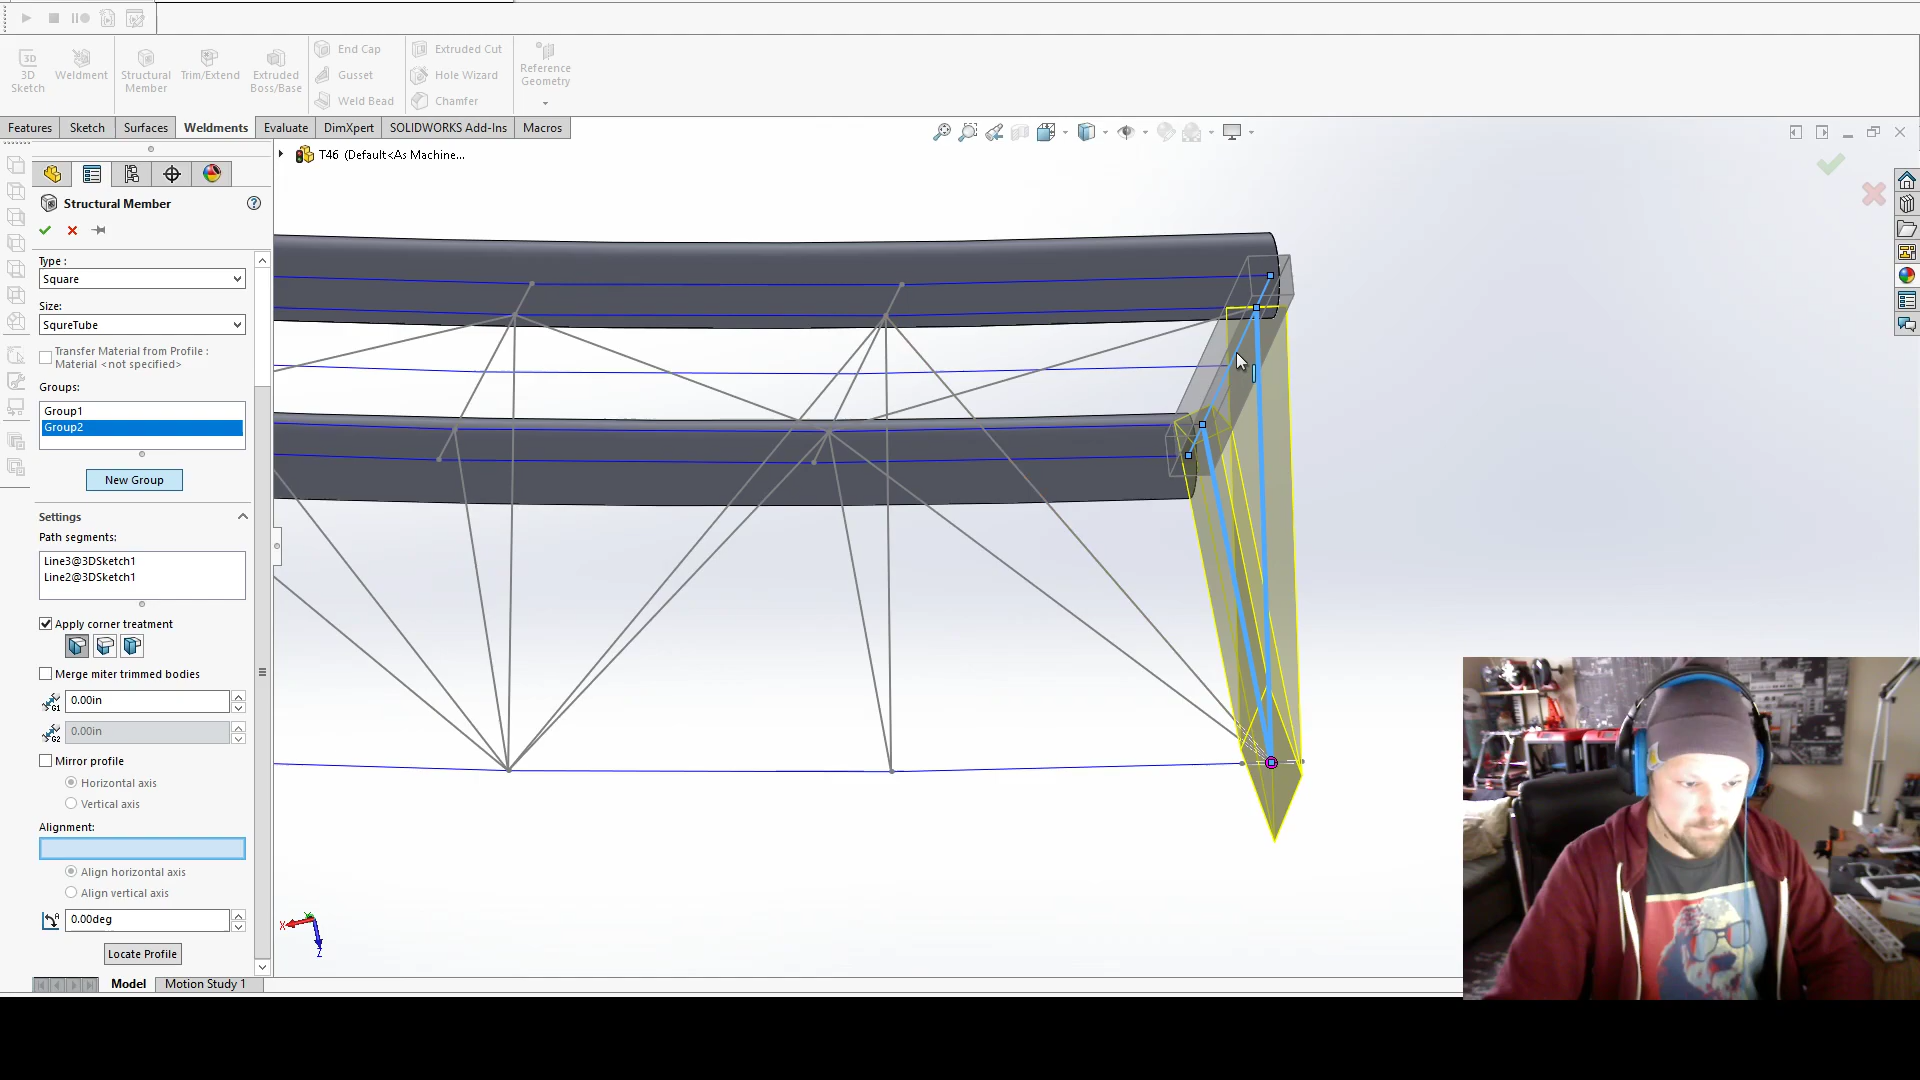 3D
Sketch
Weldment
Structural
Member
Trim/Extend
Extruded
Boss/Base
End Cap
Gusset
Weld Bead
Extruded Cut
Hole Wizard
Chamfer
Reference
Geometry
Features
Sketch
Surfaces
Weldments
Evaluate
DimXpert
SOLIDWORKS Add-Ins
Macros
T46 (Default<As Machine...
Structural Member
Type :
Square
Size:
SqureTube
Transfer Material from Profile :
Material <not specified>
Groups:
Group1
Group2
New Group
Settings
Path segments:
Line3@3DSketch1
Line2@3DSketch1
Apply corner treatment
Merge miter trimmed bodies
G1
0.00in
G2
0.00in
Mirror profile
Horizontal axis
Vertical axis
Alignment:
Align horizontal axis
Align vertical axis
0.00deg
Locate Profile
X
Z
Model
Motion Study 1